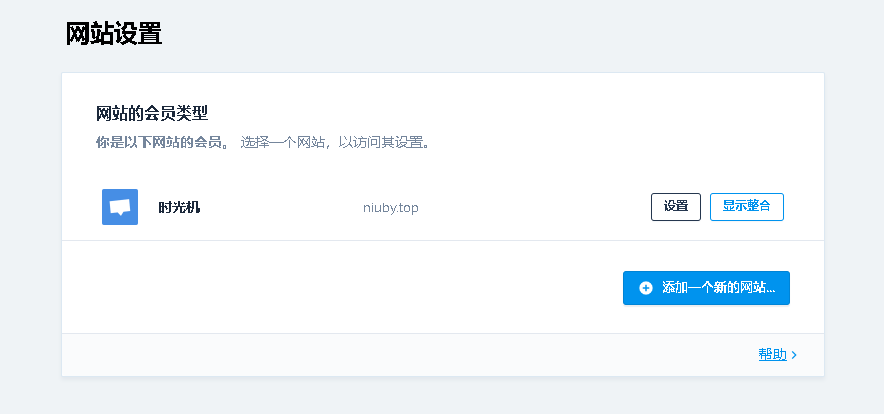 网站设置
网站的会员类型
你是以下网站的会员。 选择一个网站，以访问其设置。
时光机 niuby.top 设置 显示整合
添加一个新的网站...
帮助